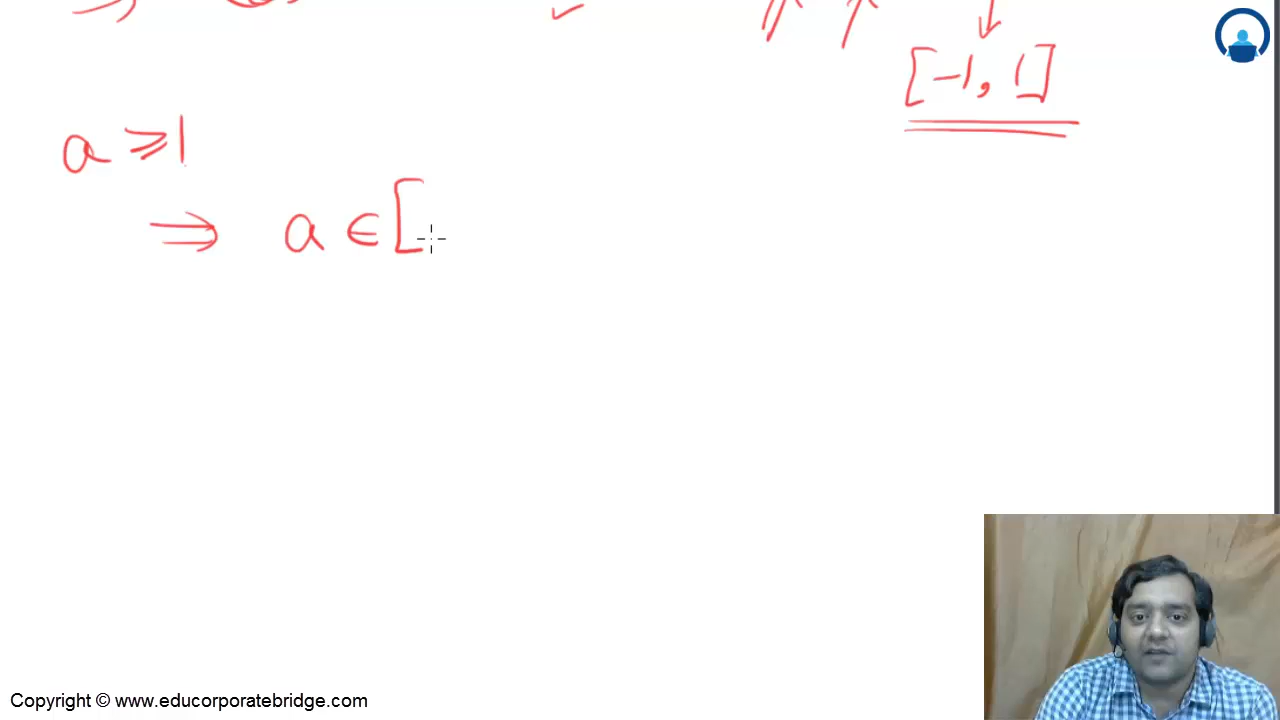 [-1, 1]
a ⩾ 1
⇒ a ∈ [
Copyright © www.educorporatebridge.com